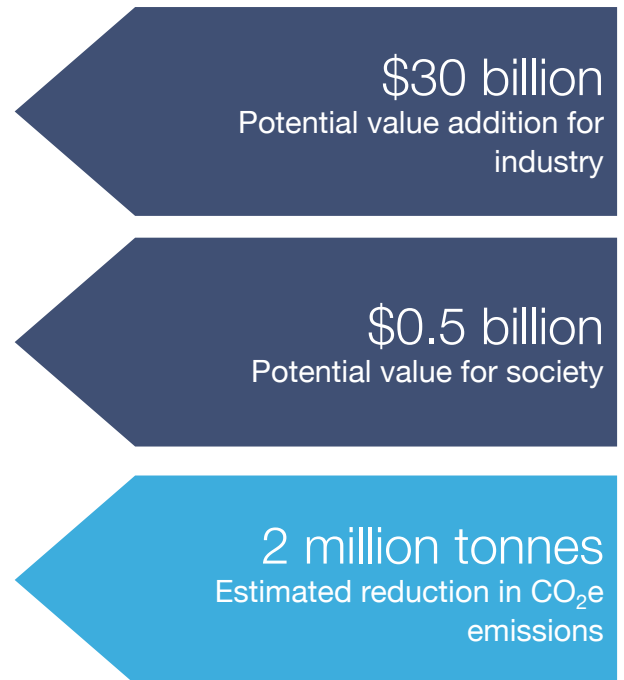 $30 billion
Potential value addition for
industry
$0.5 billion
Potential value for society
2 million tonnes
Estimated reduction in CO₂e
emissions